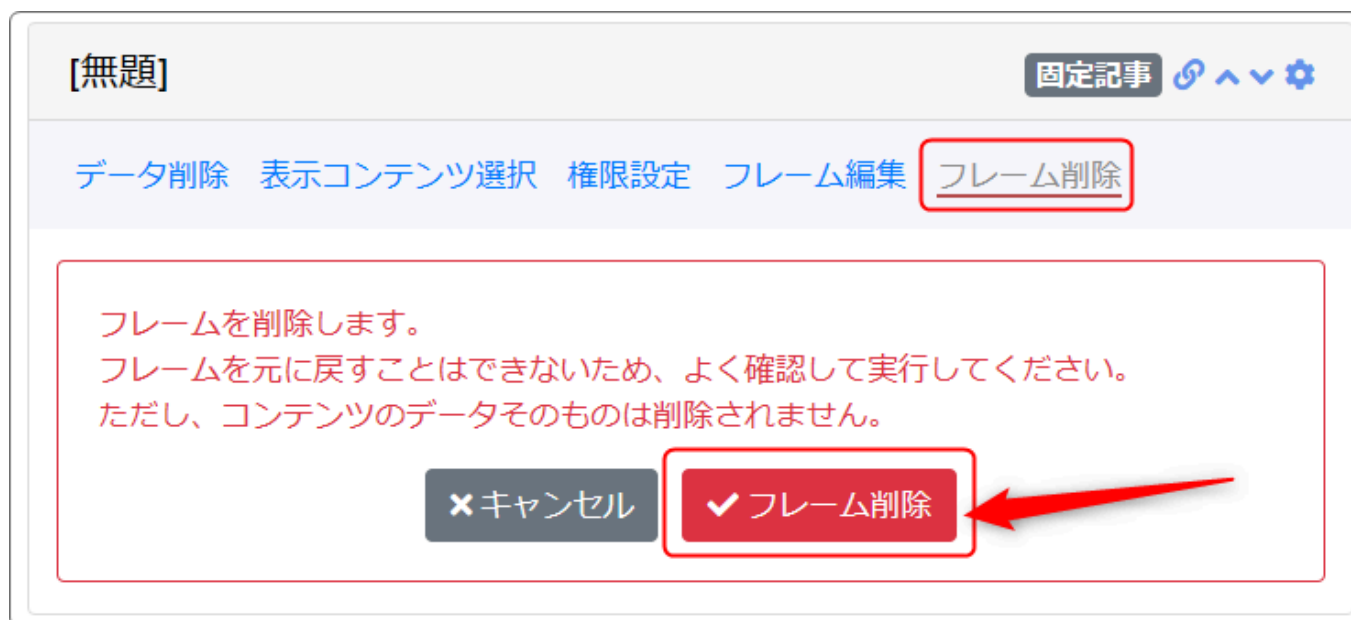 [無題]
固定記事
データ削除 表示コンテンツ選択 権限設定 フレーム編集 フレーム削除
フレームを削除します。
フレームを元に戻すことはできないため、よく確認して実行してください。
ただし、コンテンツのデータそのものは削除されません。
キャンセル フレーム削除